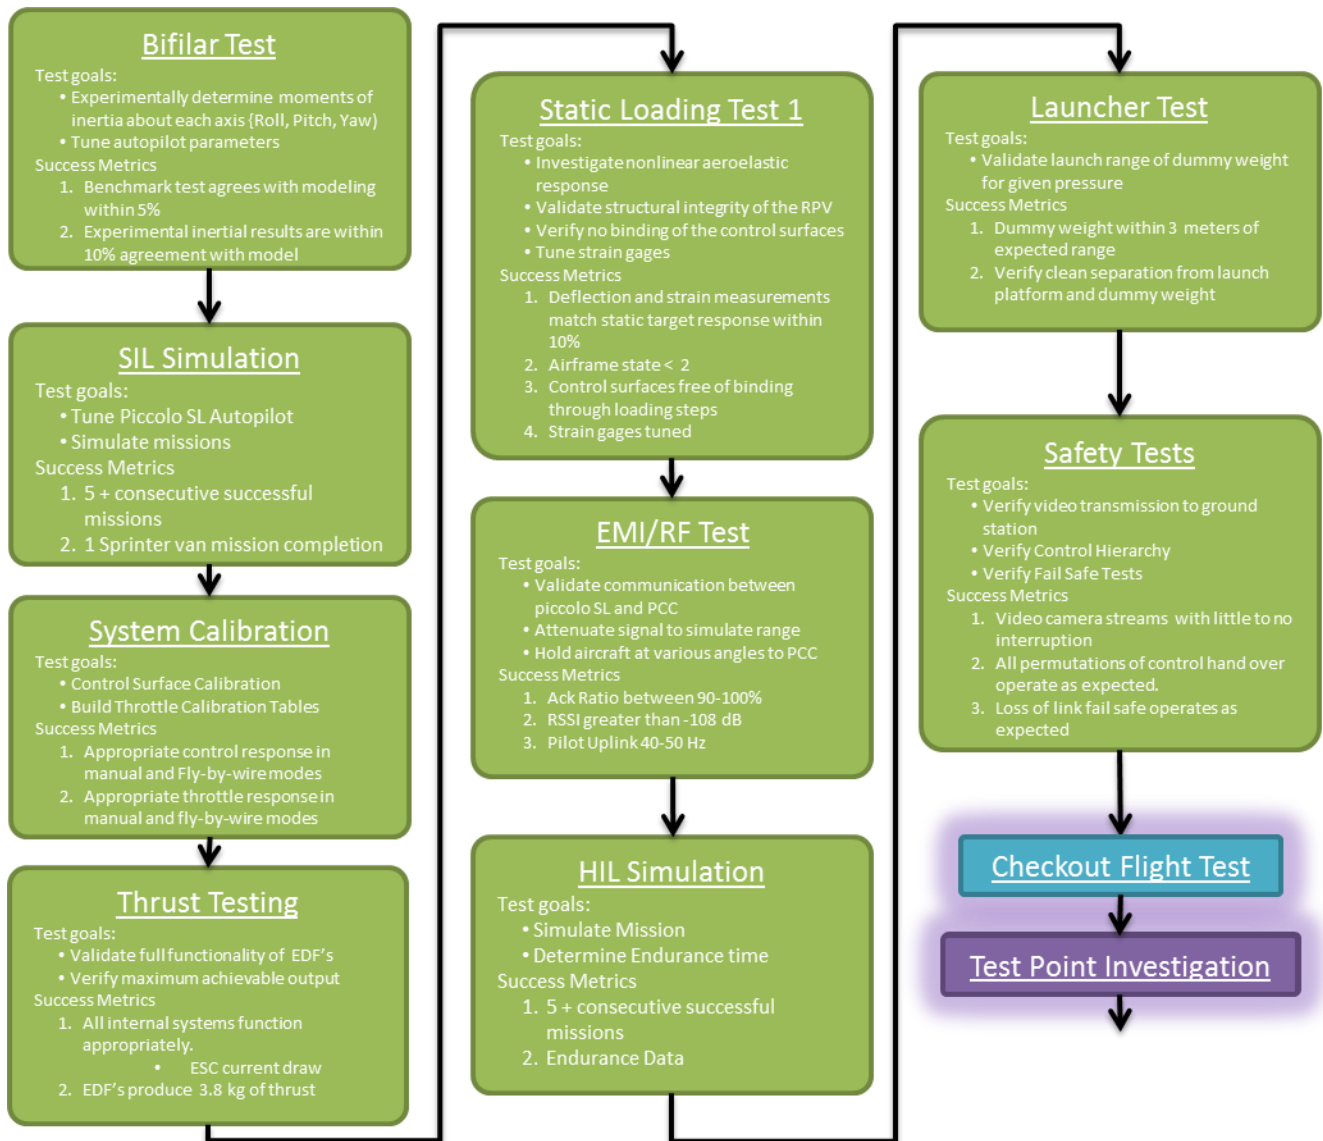 Bifilar Test
Test goals:
• Experimentally determine moments of
inertia about each axis {Roll, Pitch, Yaw)
• Tune autopilot parameters
Success Metrics
1. Benchmark test agrees with modeling
within 5%
2. Experimental inertial results are within
10% agreement with model
SIL Simulation
Test goals:
• Tune Piccolo SL Autopilot
• Simulate missions
Success Metrics
1. 5 + consecutive successful
missions
2. 1 Sprinter van mission completion
System Calibration
Test goals:
• Control Surface Calibration
• Build Throttle Calibration Tables
Success Metrics
1. Appropriate control response in
manual and Fly-by-wire modes
2. Appropriate throttle response in
manual and fly-by-wire modes
Thrust Testing
Test goals:
• Validate full functionality of EDF's
• Verify maximum achievable output
Success Metrics
1. All internal systems function
appropriately.
• ESC current draw
2. EDF's produce 3.8 kg of thrust
Static Loading Test 1
Test goals:
• Investigate nonlinear aeroelastic
response
• Validate structural integrity of the RPV
• Verify no binding of the control surfaces
• Tune strain gages
Success Metrics
1. Deflection and strain measurements
match static target response within
10%
2. Airframe state < 2
3. Control surfaces free of binding
through loading steps
4. Strain gages tuned
EMI/RF Test
Test goals:
• Validate communication between
piccolo SL and PCC
• Attenuate signal to simulate range
• Hold aircraft at various angles to PCC
Success Metrics
1. Ack Ratio between 90-100%
2. RSSI greater than -108 dB
3. Pilot Uplink 40-50 Hz
HIL Simulation
Test goals:
• Simulate Mission
• Determine Endurance time
Success Metrics
1. 5 + consecutive successful
missions
2. Endurance Data
Launcher Test
Test goals:
• Validate launch range of dummy weight
for given pressure
Success Metrics
1. Dummy weight within 3 meters of
expected range
2. Verify clean separation from launch
platform and dummy weight
Safety Tests
Test goals:
• Verify video transmission to ground
station
• Verify Control Hierarchy
• Verify Fail Safe Tests
Success Metrics
1. Video camera streams with little to no
interruption
2. All permutations of control hand over
operate as expected.
3. Loss of link fail safe operates as
expected
Checkout Flight Test
Test Point Investigation